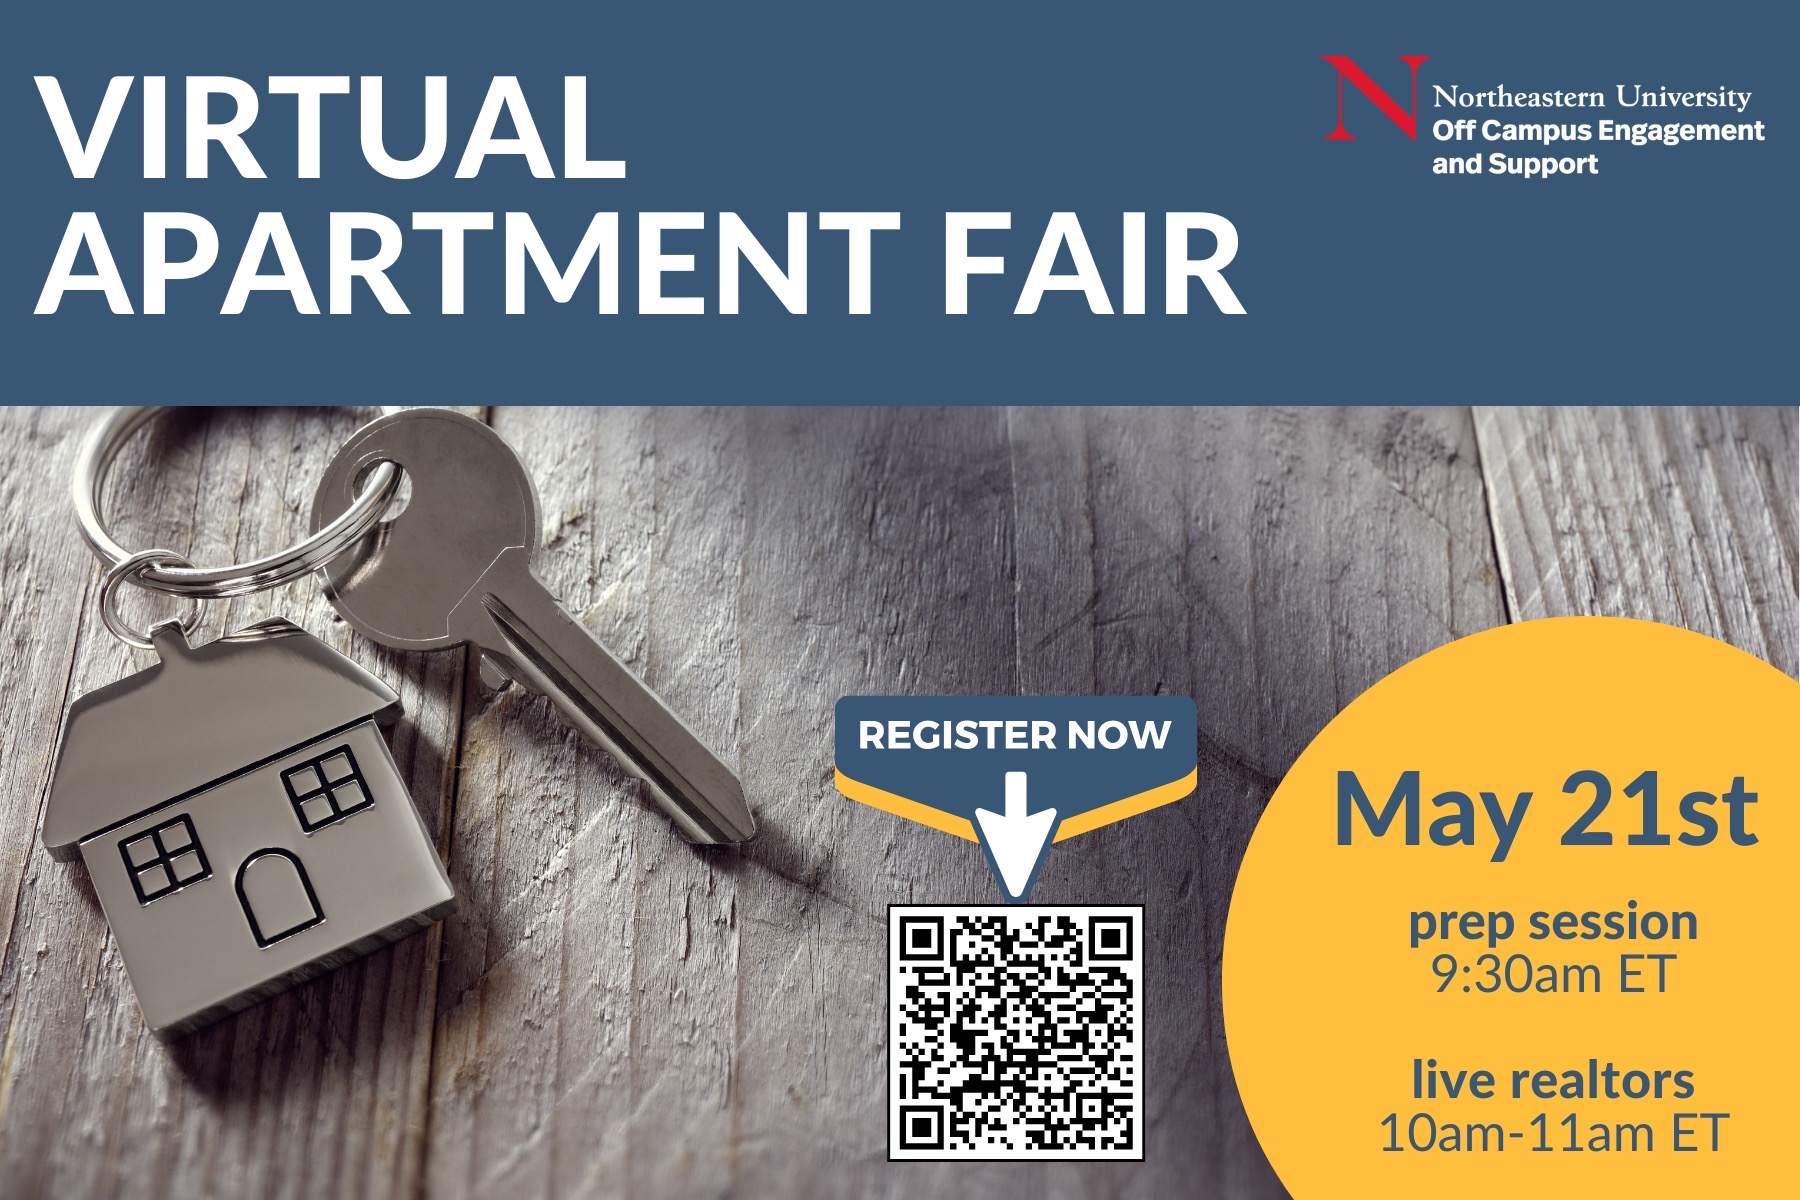 VIRTUAL
APARTMENT FAIR
N Northeastern University
Off Campus Engagement
and Support
REGISTER NOW
May 21st
prep session
9:30am ET
live realtors
10am-11am ET